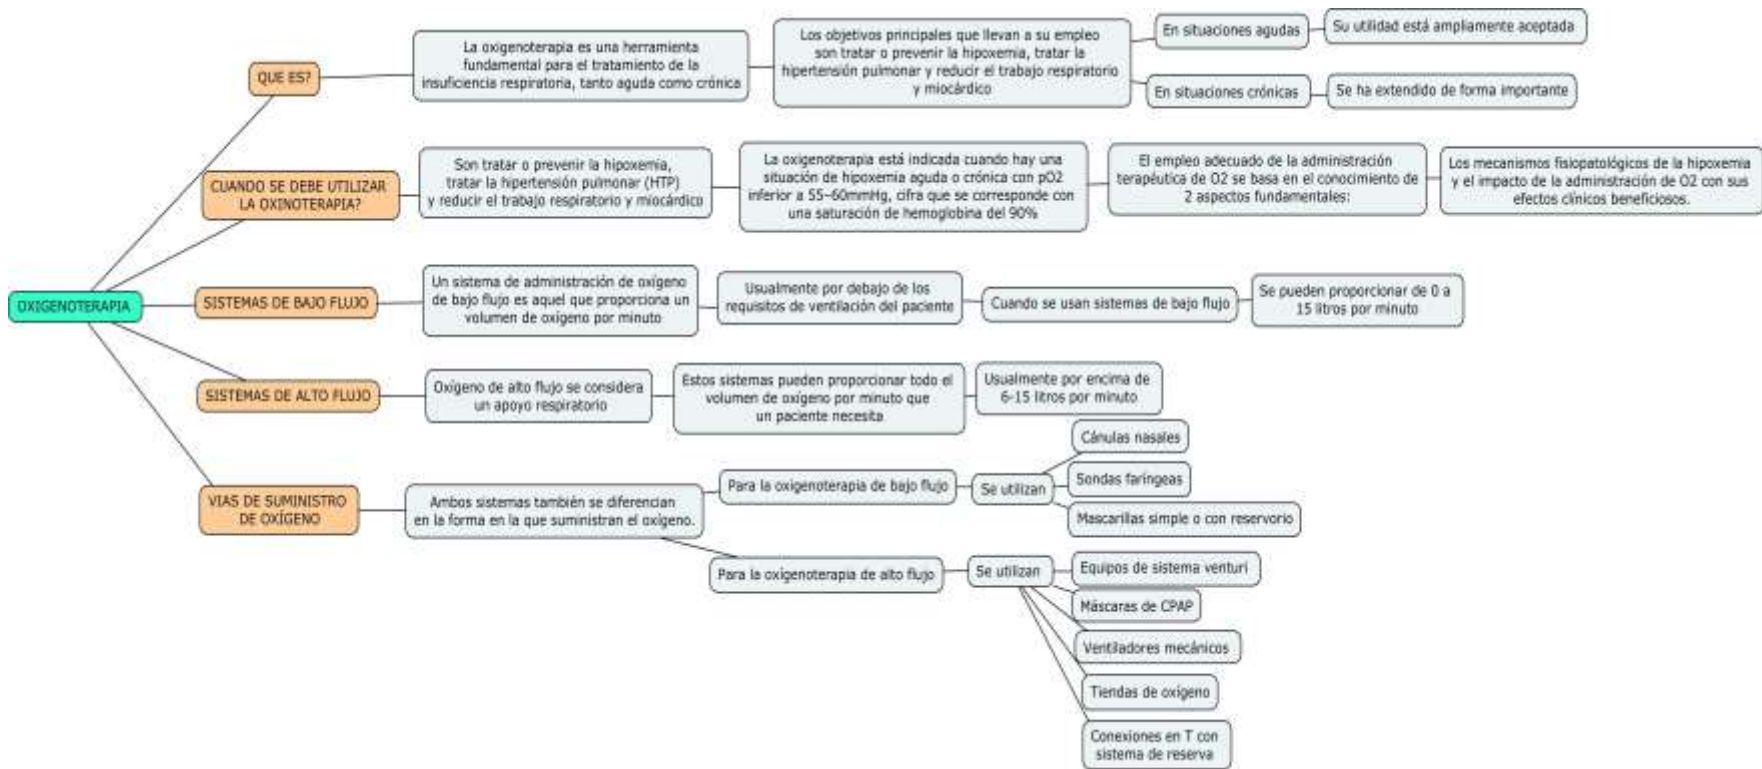 OXIGENOTERAPIA
QUE ES?
La oxigenoterapia es una herramienta
fundamental para el tratamiento de la
insuficiencia respiratoria, tanto aguda como crónica
Los objetivos principales que llevan a su empleo
son tratar o prevenir la hipoxemia, tratar la
hipertensión pulmonar y reducir el trabajo respiratorio
y miocárdico
En situaciones agudas
Su utilidad está ampliamente aceptada
En situaciones crónicas
Se ha extendido de forma importante
CUANDO SE DEBE UTILIZAR
LA OXINOTERAPIA?
Son tratar o prevenir la hipoxemia,
tratar la hipertensión pulmonar (HTP)
y reducir el trabajo respiratorio y miocárdico
La oxigenoterapia está indicada cuando hay una
situación de hipoxemia aguda o crónica con pO2
inferior a 55–60mmHg, cifra que se corresponde con
una saturación de hemoglobina del 90%
El empleo adecuado de la administración
terapéutica de O2 se basa en el conocimiento de
2 aspectos fundamentales:
Los mecanismos fisiopatológicos de la hipoxemia
y el impacto de la administración de O2 con sus
efectos clínicos beneficiosos.
SISTEMAS DE BAJO FLUJO
Un sistema de administración de oxígeno
de bajo flujo es aquel que proporciona un
volumen de oxígeno por minuto
Usualmente por debajo de los
requisitos de ventilación del paciente
Cuando se usan sistemas de bajo flujo
Se pueden proporcionar de 0 a
15 litros por minuto
SISTEMAS DE ALTO FLUJO
Oxígeno de alto flujo se considera
un apoyo respiratorio
Estos sistemas pueden proporcionar todo el
volumen de oxígeno por minuto que
un paciente necesita
Usualmente por encima de
6-15 litros por minuto
VIAS DE SUMINISTRO
DE OXÍGENO
Ambos sistemas también se diferencian
en la forma en la que suministran el oxígeno.
Para la oxigenoterapia de bajo flujo
Se utilizan
Cánulas nasales
Sondas faríngeas
Mascarillas simple o con reservorio
Para la oxígenoterapia de alto flujo
Se utilizan
Equipos de sistema venturi
Máscaras de CPAP
Ventiladores mecánicos
Tiendas de oxígeno
Conexiones en T con
sistema de reserva